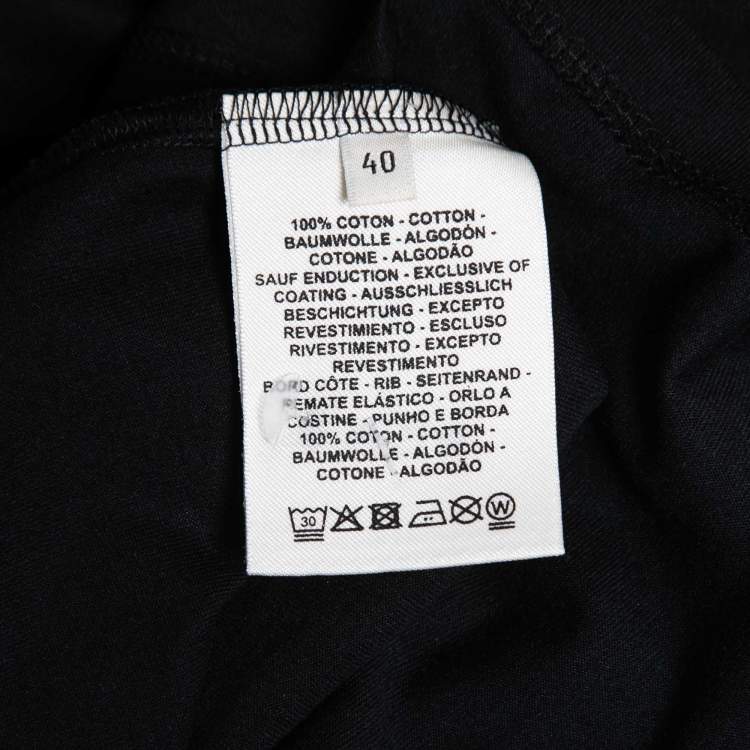 40
100% COTON - COTTON -
BAUMWOLLE - ALGODÓN -
COTONE - ALGODÃO
SAUF ENDUCTION - EXCLUSIVE OF
COATING - AUSSCHLIESSLICH
BESCHICHTUNG - EXCEPTO
REVESTIMIENTO - ESCLUSO
RIVESTIMENTO - EXCEPTO
REVESTIMENTO
BORD CÔTE - RIB - SEITENRAND -
REMATE ELÁSTICO - ORLO A
COSTINE - PUNHO E BORDA
100% COTON - COTTON -
BAUMWOLLE - ALGODÓN -
COTONE - ALGODÃO
30 W